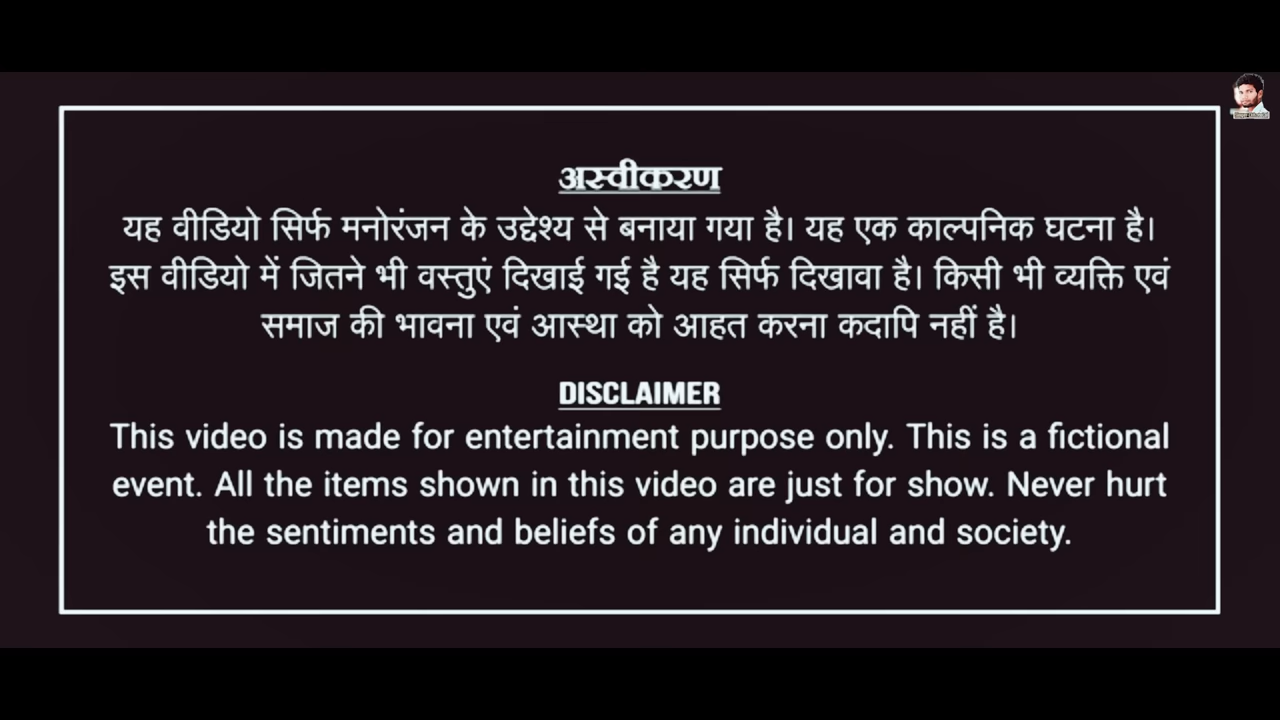 अस्वीकरण
यह वीडियो सिर्फ मनोरंजन के उद्देश्य से बनाया गया है। यह एक काल्पनिक घटना है।
इस वीडियो में जितने भी वस्तुएं दिखाई गई है यह सिर्फ दिखावा है। किसी भी व्यक्ति एवं
समाज की भावना एवं आस्था को आहत करना कदापि नहीं है।
DISCLAIMER
This video is made for entertainment purpose only. This is a fictional
event. All the items shown in this video are just for show. Never hurt
the sentiments and beliefs of any individual and society.